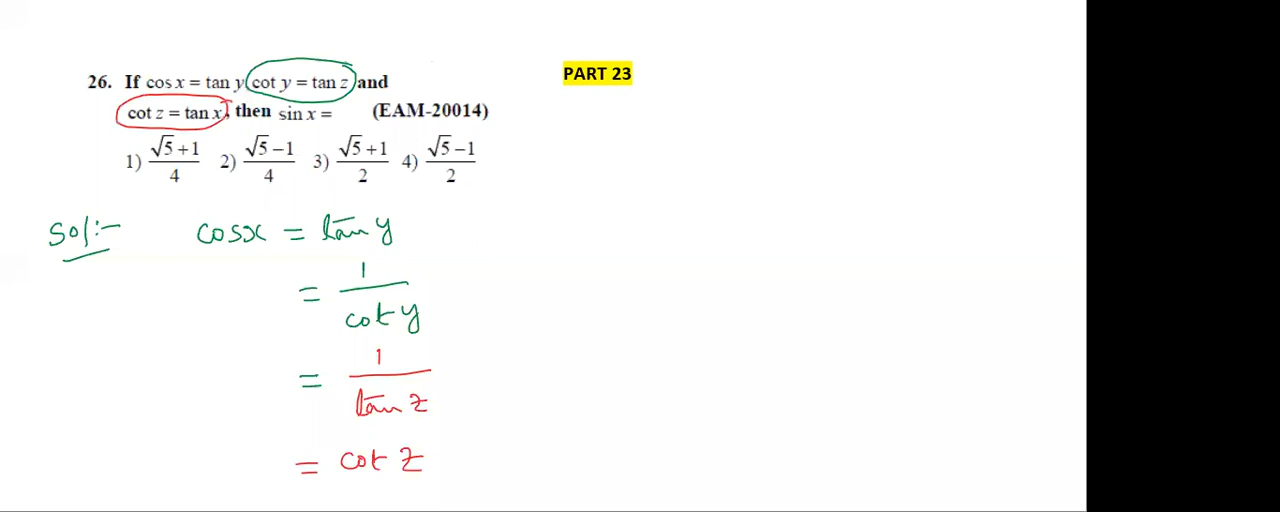 26. If cos x = tan y, cot y = tan z and
PART 23
cot z = tan x, then sin x = (EAM-20014)
1) (√5+1)/4 2) (√5−1)/4 3) (√5+1)/2 4) (√5−1)/2
Sol:- cosx = tan y
= 1/cot y
= 1/tan z
= cot z